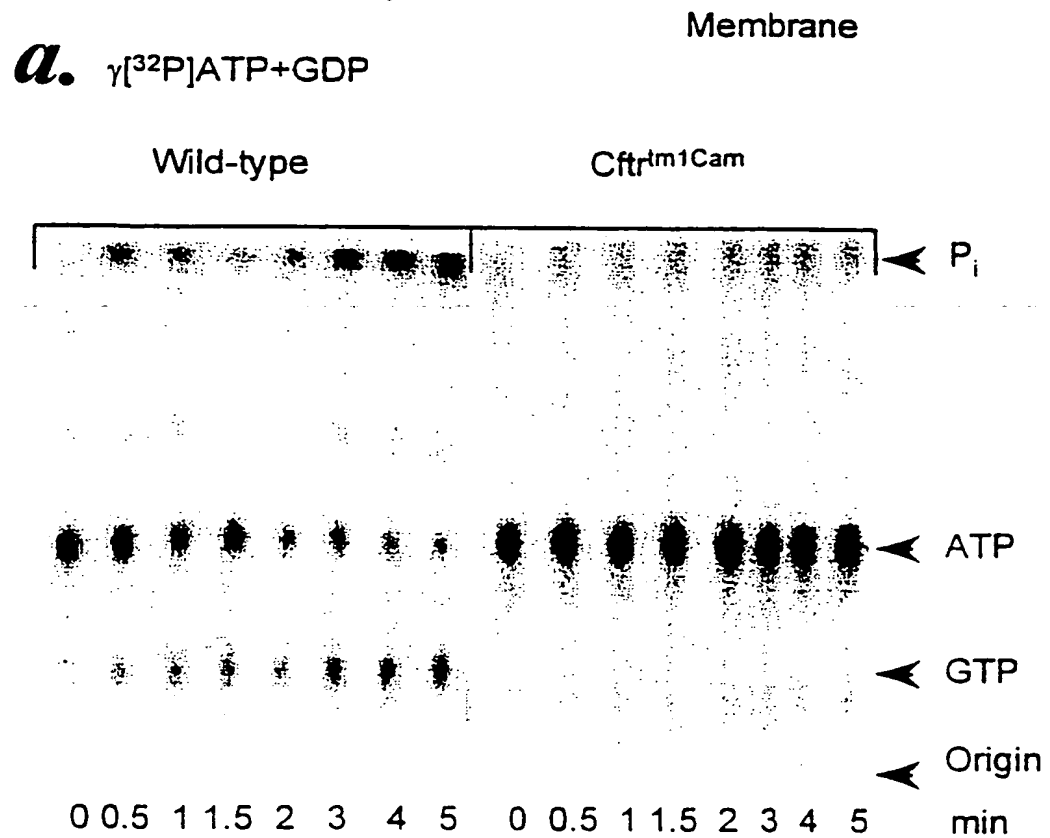 Membrane
a. γ[³²P]ATP+GDP
Wild-type Cftrᵗᵐ¹ᶜᵃᵐ
Pᵢ
ATP
GTP
Origin
0 0.5 1 1.5 2 3 4 5 0 0.5 1 1.5 2 3 4 5 min